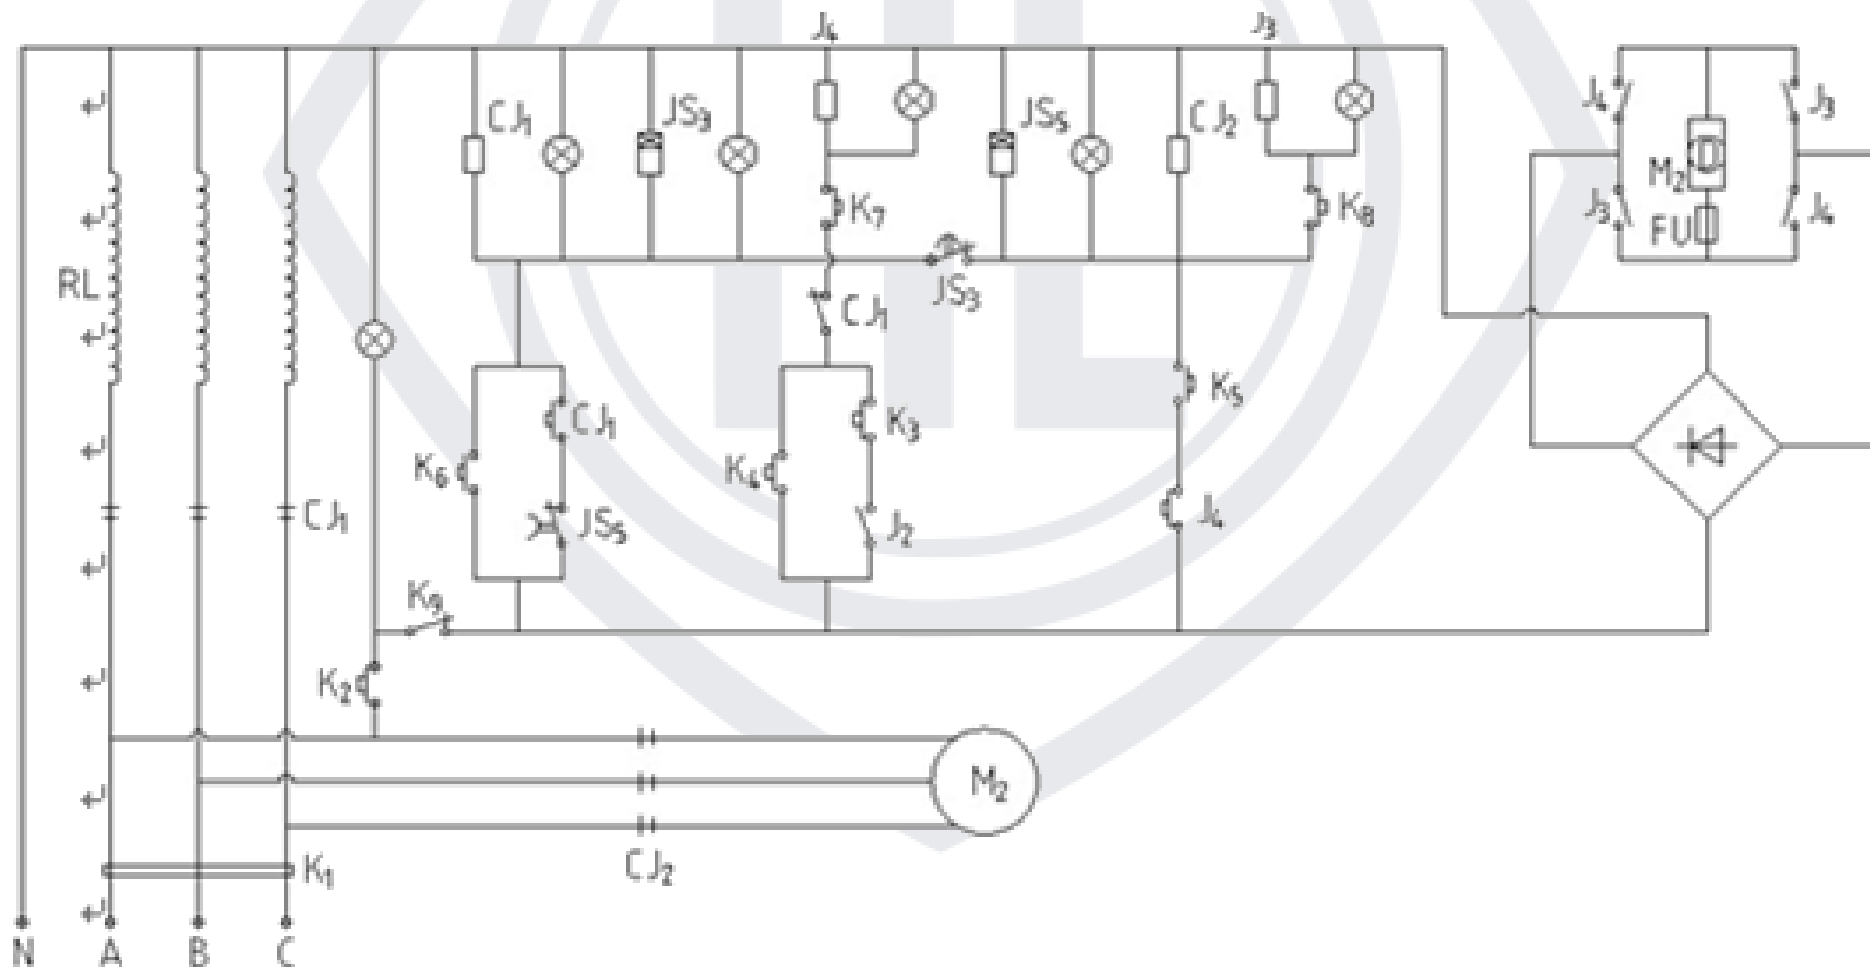 J₄
J₃
CJ₁
JS₃
JS₅
CJ₂
J₄
J₃
M₂
K₇
K₈
J₃
J₄
FU
RL
JS₃
CJ₁
K₅
CJ₁
K₃
K₆
K₄
CJ₁
JS₅
J₂
J₄
K₉
K₂
M₂
K₁
CJ₂
N A B C